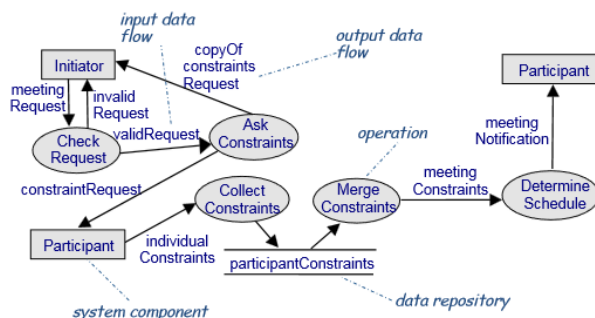 input data
flow
output data
flow
Initiator
copyOf
constraints
Request
Participant
meeting
Request
invalid
Request
Check
Request
validRequest
Ask
Constraints
operation
meeting
Notification
constraintRequest
Collect
Constraints
Merge
Constraints
meeting
Constraints
Determine
Schedule
Participant
individual
Constraints
participantConstraints
system component
data repository